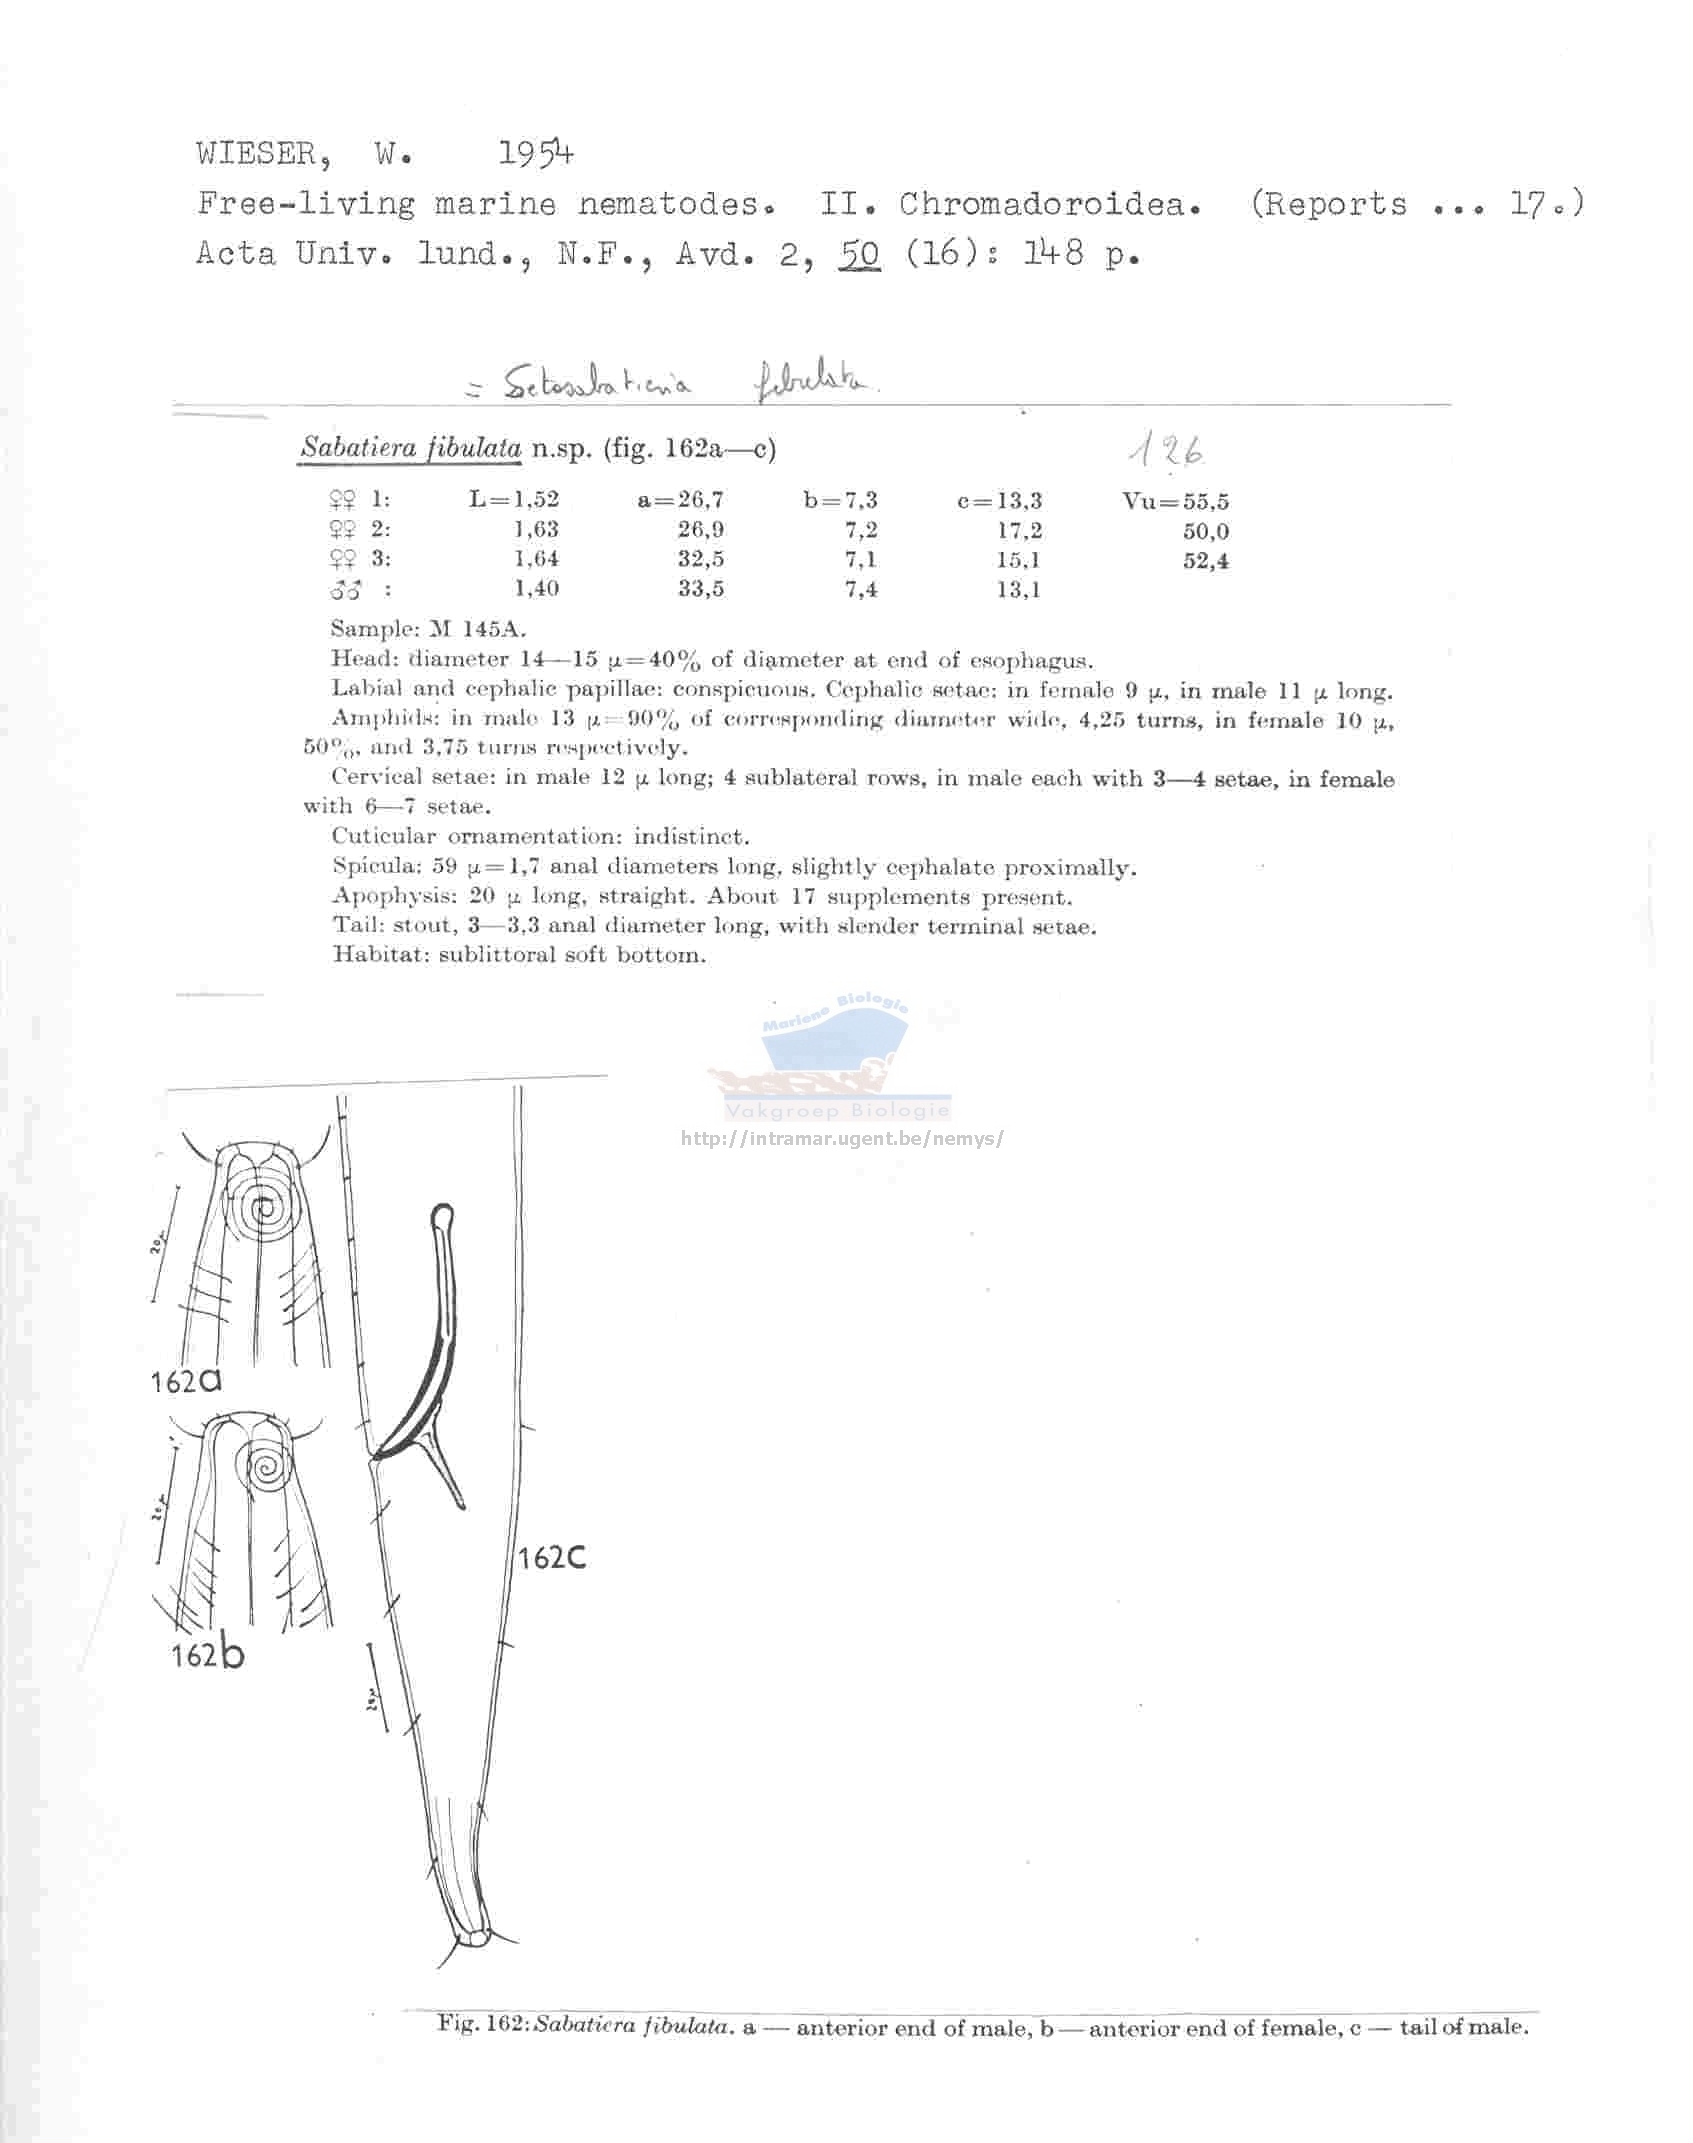 WIESER, W. 1954
Free-living marine nematodes. II. Chromadoroidea. (Reports ... 17.)
Acta Univ. lund., N.F., Avd. 2, 50 (16): 148 p.
= Setosabatieria fibulata.
Sabatiera fibulata n.sp. (fig. 162a—c)
126
♀♀ 1: L=1,52 a=26,7 b=7,3 c=13,3 Vu=55,5
♀♀ 2: 1,63 26,9 7,2 17,2 50,0
♀♀ 3: 1,64 32,5 7,1 15,1 52,4
♂♂ : 1,40 33,5 7,4 13,1
Sample: M 145A.
Head: diameter 14—15 μ=40% of diameter at end of esophagus.
Labial and cephalic papillae: conspicuous. Cephalic setae: in female 9 μ, in male 11 μ long.
Amphids: in male 13 μ=90% of corresponding diameter wide, 4,25 turns, in female 10 μ,
50%, and 3,75 turns respectively.
Cervical setae: in male 12 μ long; 4 sublateral rows, in male each with 3—4 setae, in female
with 6—7 setae.
Cuticular ornamentation: indistinct.
Spicula: 59 μ=1,7 anal diameters long, slightly cephalate proximally.
Apophysis: 20 μ long, straight. About 17 supplements present.
Tail: stout, 3—3,3 anal diameter long, with slender terminal setae.
Habitat: sublittoral soft bottom.
Mariene Biologie
Vakgroep Biologie
http://intramar.ugent.be/nemys/
20μ
162a
20μ
162b
162c
20μ
Fig. 162: Sabatiera fibulata. a — anterior end of male, b — anterior end of female, c — tail of male.